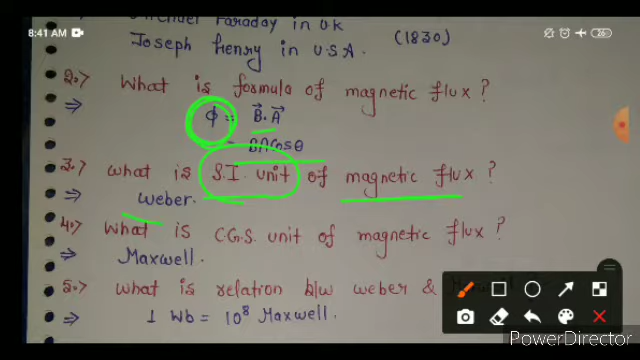 8:41 AM
Michael Faraday in U.K
Joseph Henry in U.S.A. (1830)
2.⇒ What is formula of magnetic flux?
⇒ ϕ = B⃗.A⃗
= BACosθ
3.⇒ What is S.I. unit of magnetic flux?
⇒ weber.
4.⇒ What is C.G.S. unit of magnetic flux?
⇒ Maxwell.
5.⇒ What is relation b/w weber &
⇒ 1 Wb = 10⁸ Maxwell.
PowerDirector